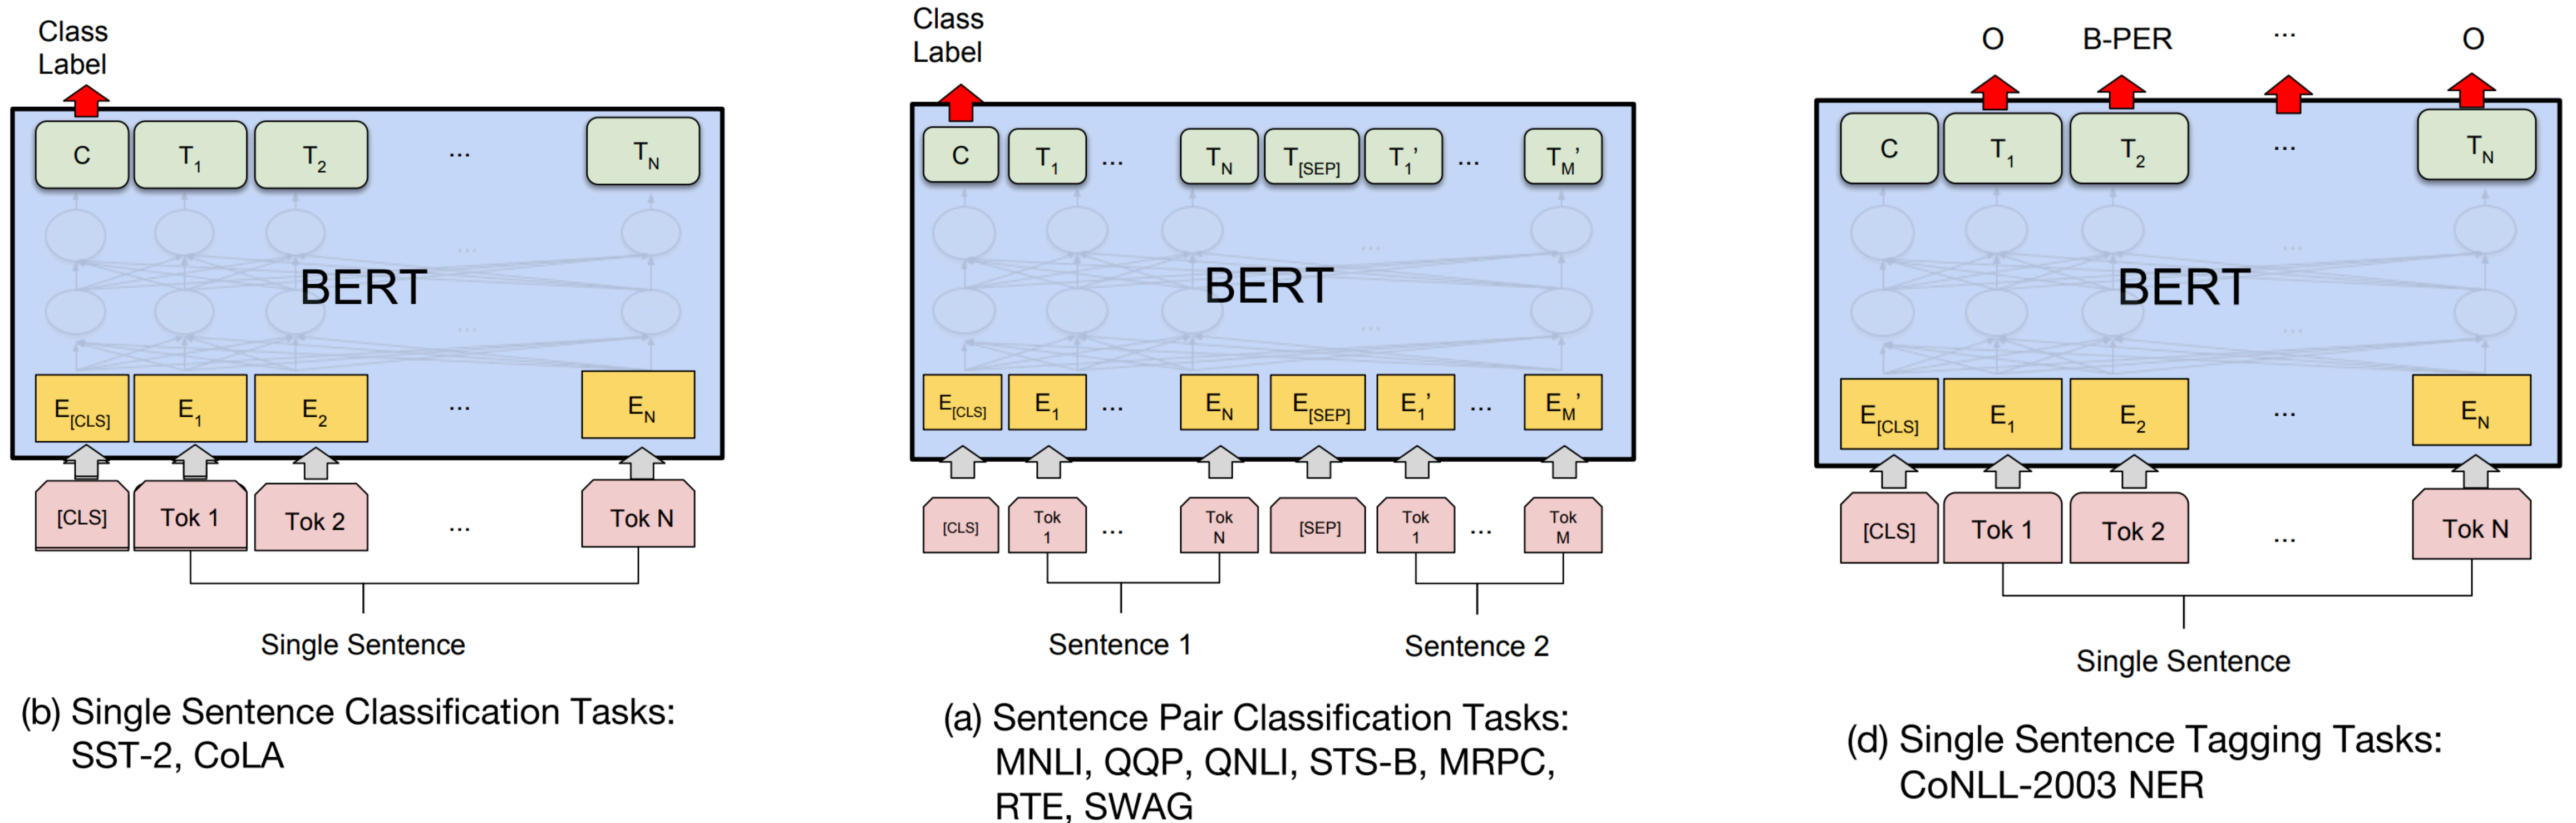 Class
Label
C T1 T2 ... TN
...
BERT
...
E[CLS] E1 E2 ... EN
[CLS] Tok 1 Tok 2 ... Tok N
Single Sentence
(b) Single Sentence Classification Tasks:
SST-2, CoLA
Class
Label
C T1 ... TN T[SEP] T1’ ... TM’
...
BERT
...
E[CLS] E1 ... EN E[SEP] E1’ ... EM’
[CLS] Tok 1 ... Tok N [SEP] Tok 1 ... Tok M
Sentence 1 Sentence 2
(a) Sentence Pair Classification Tasks:
MNLI, QQP, QNLI, STS-B, MRPC,
RTE, SWAG
O B-PER ... O
C T1 T2 ... TN
...
BERT
...
E[CLS] E1 E2 ... EN
[CLS] Tok 1 Tok 2 ... Tok N
Single Sentence
(d) Single Sentence Tagging Tasks:
CoNLL-2003 NER